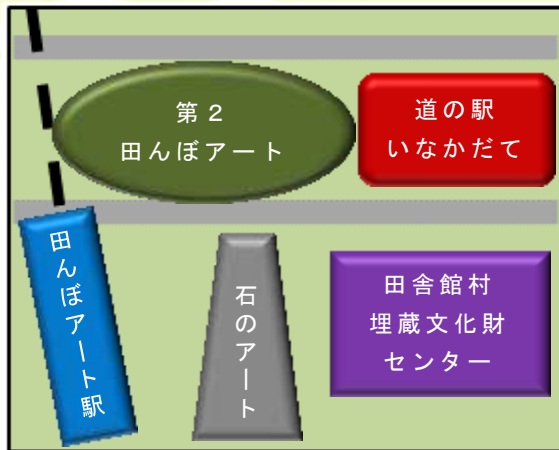 第２
田んぼアート
道の駅
いなかだて
田んぼアート駅
石のアート
田舎館村
埋蔵文化財
センター